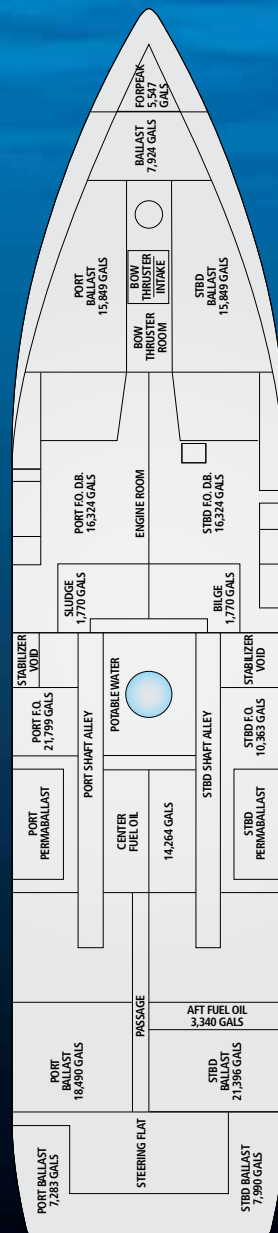 FORPEAK
5,547
GALS
BALLAST
7,924 GALS
PORT
BALLAST
15,849 GALS
BOW
THRUSTER
INTAKE
STBD
BALLAST
15,849 GALS
BOW
THRUSTER
ROOM
PORT F.O. D.B.
16,324 GALS
ENGINE ROOM
STBD F.O. D.B.
16,324 GALS
SLUDGE
1,770 GALS
BILGE
1,770 GALS
STABILIZER
VOID
STABILIZER
VOID
PORT F.O.
21,799 GALS
PORT SHAFT ALLEY
POTABLE WATER
STBD SHAFT ALLEY
STBD F.O.
10,363 GALS
PORT
PERMABALLAST
CENTER
FUEL OIL
14,264 GALS
STBD
PERMABALLAST
PASSAGE
AFT FUEL OIL
3,340 GALS
PORT
BALLAST
18,490 GALS
STBD
BALLAST
21,396 GALS
PORT BALLAST
7,283 GALS
STEERING FLAT
STBD BALLAST
7,990 GALS